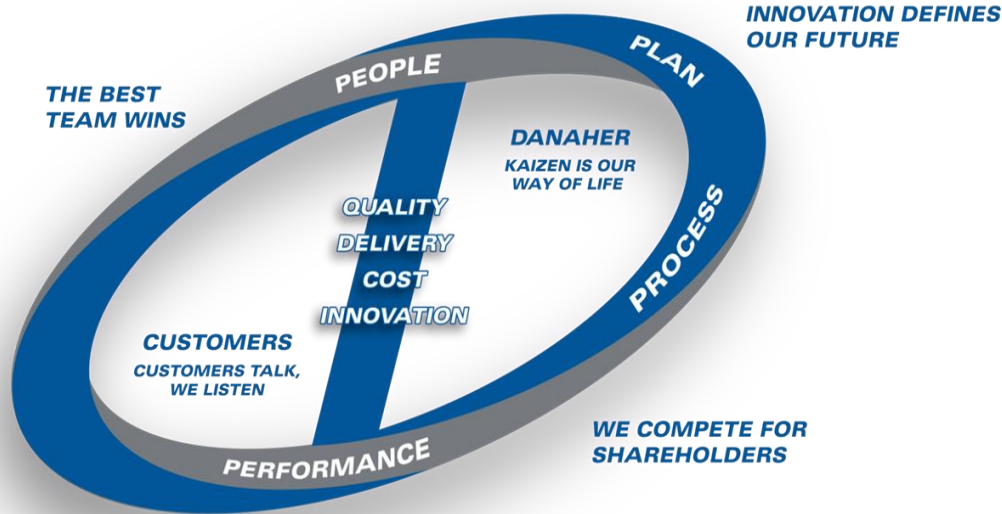 INNOVATION DEFINES
OUR FUTURE
PLAN
PEOPLE
THE BEST
TEAM WINS
DANAHER
KAIZEN IS OUR
WAY OF LIFE
PROCESS
QUALITY
DELIVERY
COST
INNOVATION
CUSTOMERS
CUSTOMERS TALK,
WE LISTEN
WE COMPETE FOR
SHAREHOLDERS
PERFORMANCE